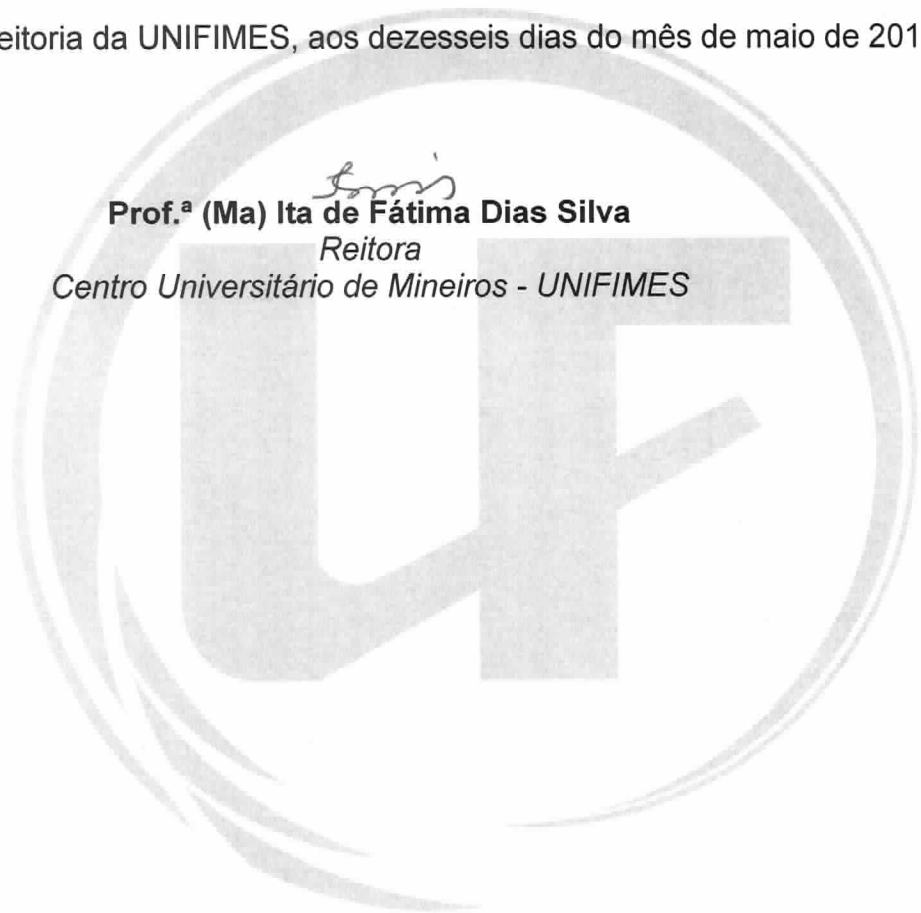 eitoria da UNIFIMES, aos dezesseis dias do mês de maio de 201
Prof.ª (Ma) Ita de Fátima Dias Silva
Reitora
Centro Universitário de Mineiros - UNIFIMES
UF